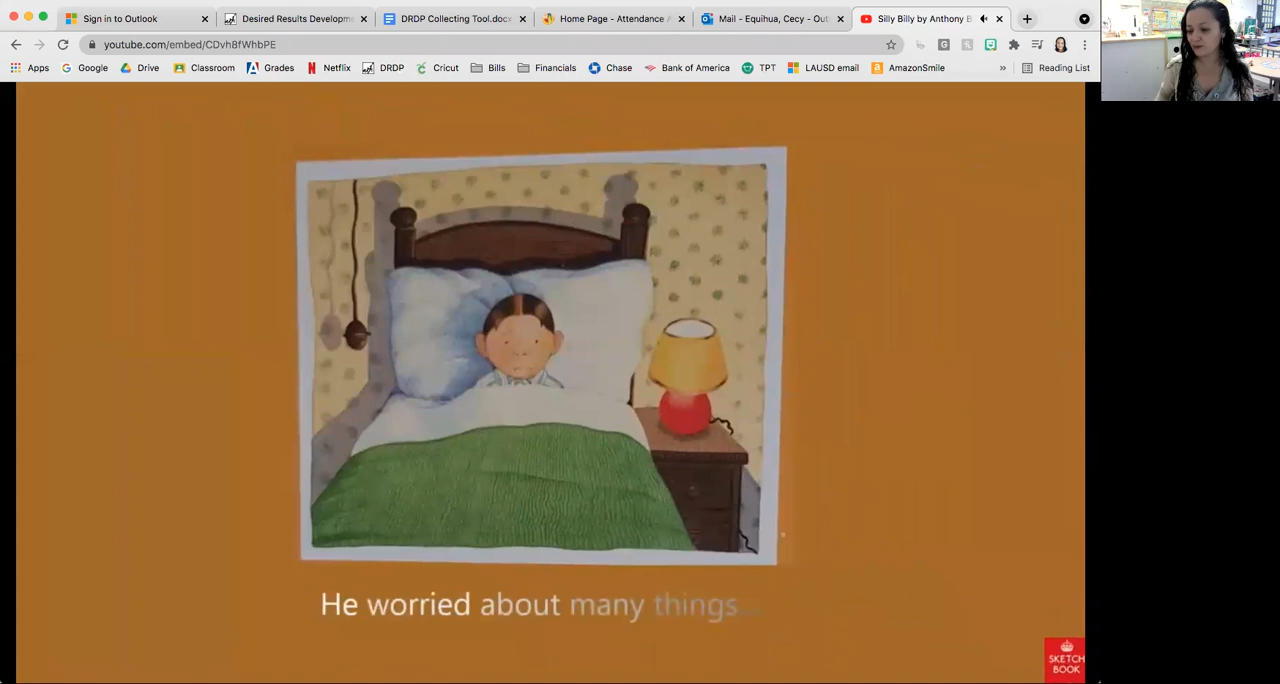 Sign in to Outlook
Desired Results Developm
DRDP Collecting Tool.docx
Home Page - Attendance
Mail - Equihua, Cecy - Out
Silly Billy by Anthony B
youtube.com/embed/CDvh8fWhbPE
Apps Google Drive Classroom Grades Netflix DRDP Cricut Bills Financials Chase Bank of America TPT LAUSD email AmazonSmile » Reading List
He worried about many things...
SKETCH
BOOK